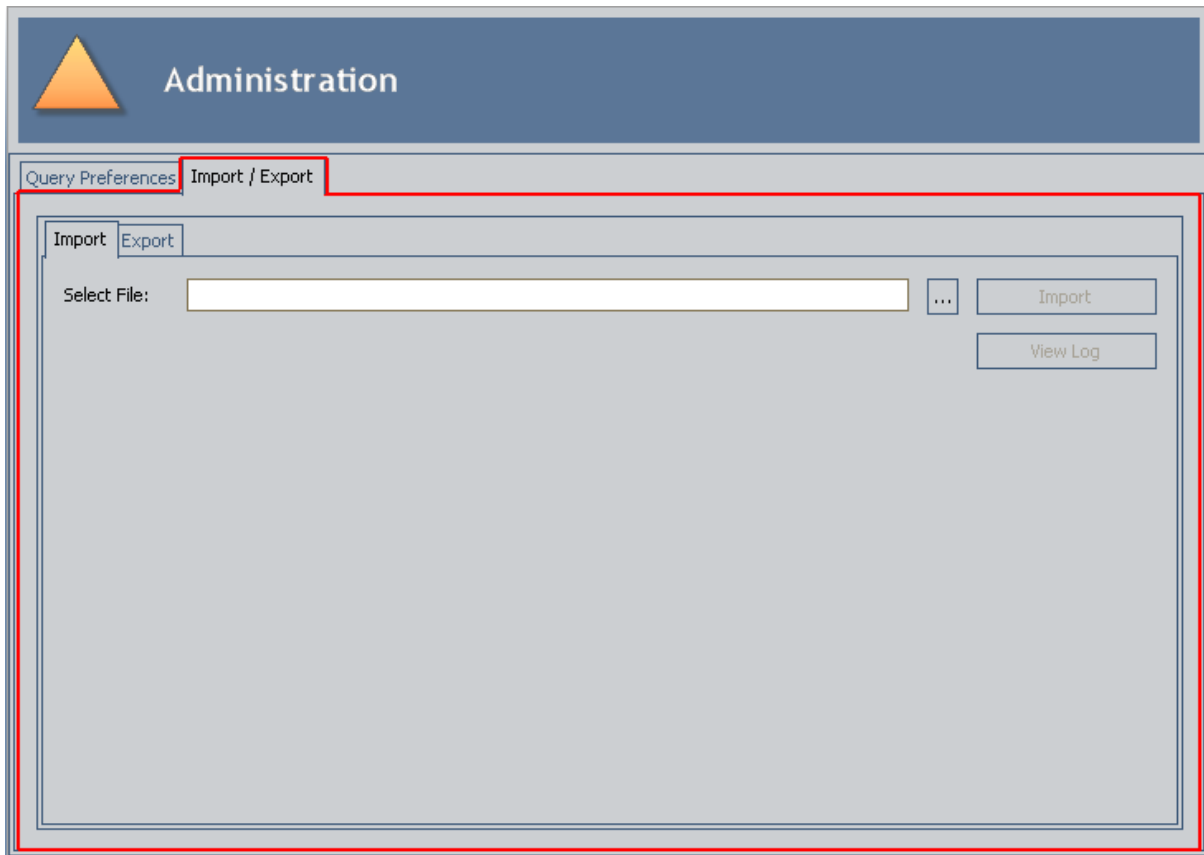 Administration
Query Preferences Import / Export
Import Export
Select File: ... Import
View Log